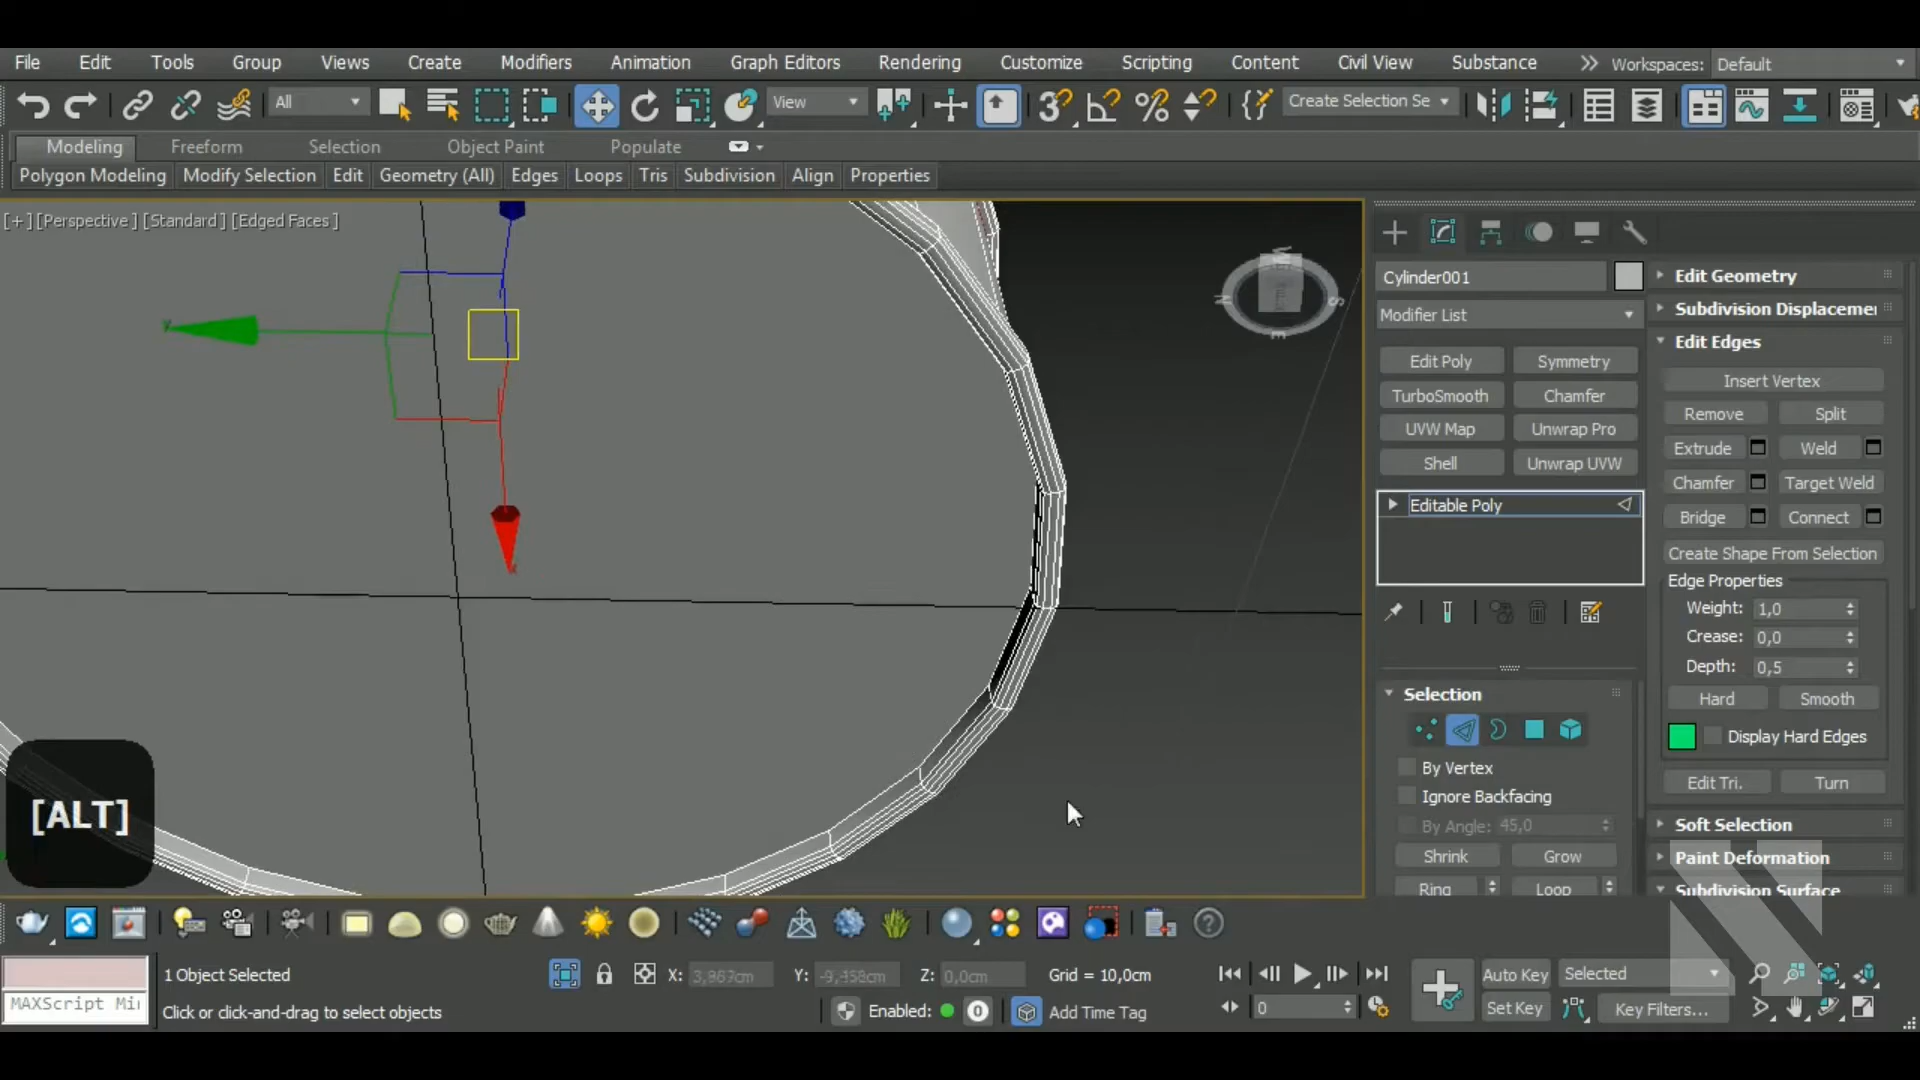 File Edit Tools Group Views Create Modifiers Animation Graph Editors Rendering Customize Scripting Content Civil View Substance Workspaces: Default
All View Create Selection Se
Modeling Freeform Selection Object Paint Populate
Polygon Modeling Modify Selection Edit Geometry (All) Edges Loops Tris Subdivision Align Properties
[+] [Perspective] [Standard] [Edged Faces]
Cylinder001
Modifier List
Edit Poly Symmetry
TurboSmooth Chamfer
UVW Map Unwrap Pro
Shell Unwrap UVW
Editable Poly
Selection
By Vertex
Ignore Backfacing
By Angle: 45,0
Shrink Grow
Ring Loop
Edit Geometry
Subdivision Displacemen
Edit Edges
Insert Vertex
Remove Split
Extrude Weld
Chamfer Target Weld
Bridge Connect
Create Shape From Selection
Edge Properties
Weight: 1,0
Crease: 0,0
Depth: 0,5
Hard Smooth
Display Hard Edges
Edit Tri. Turn
Soft Selection
Paint Deformation
Subdivision Surface
[ALT]
1 Object Selected X: Y: Z: 0,0cm Grid = 10,0cm Auto Key Selected
MAXScript Mi
Click or click-and-drag to select objects Enabled: 0 Add Time Tag 0 Set Key Key Filters...